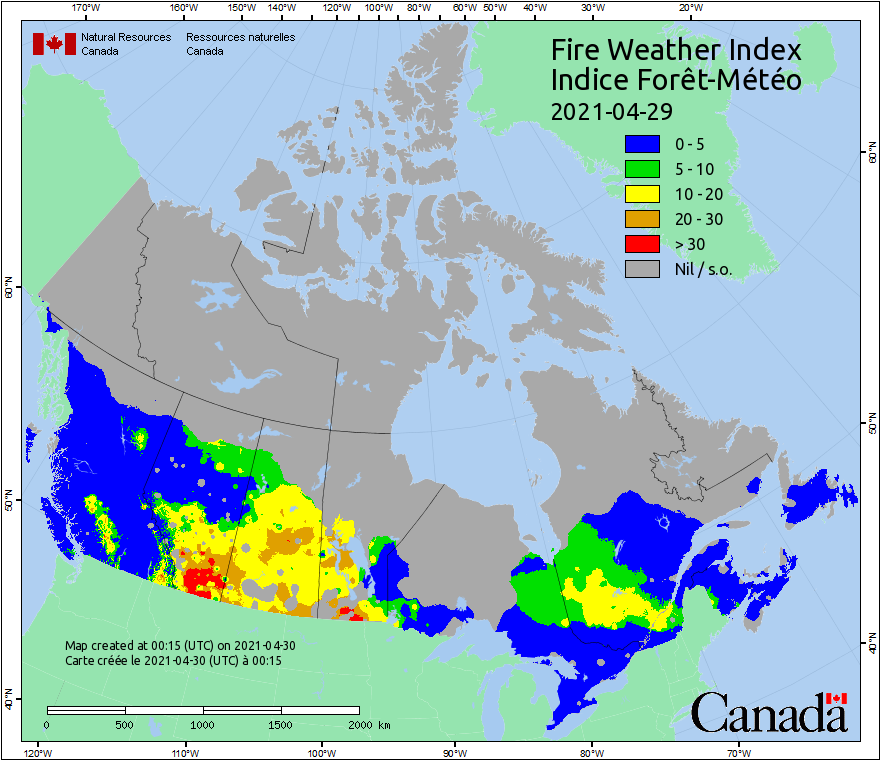 170°W 160°W 150°W 140°W 130°W 120°W 110°W 100°W 90°W 80°W 60°W 50°W 40°W 30°W 20°W
Natural Resources Canada
Ressources naturelles Canada
Fire Weather Index
Indice Forêt-Météo
2021-04-29
0 - 5
5 - 10
10 - 20
20 - 30
> 30
Nil / s.o.
60°N
50°N
40°N
60°N
50°N
40°N
Map created at 00:15 (UTC) on 2021-04-30
Carte créée le 2021-04-30 (UTC) à 00:15
0 500 1000 1500 2000 km
Canada
120°W 110°W 100°W 90°W 80°W 70°W